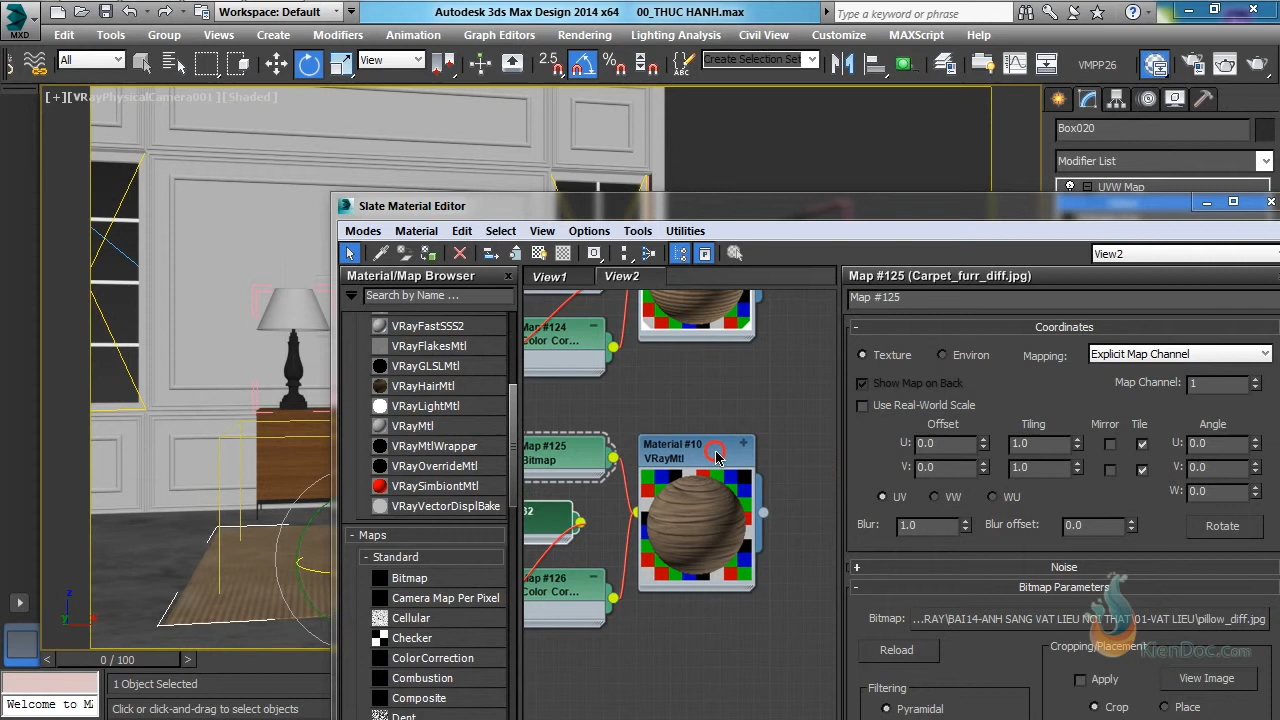 MXD
Workspace: Default
Autodesk 3ds Max Design 2014 x64 00_THUC HANH.max
Type a keyword or phrase
Edit Tools Group Views Create Modifiers Animation Graph Editors Rendering Lighting Analysis Civil View Customize MAXScript Help
All
View
2.5
Create Selection Set
VMPP26
[+][VRayPhysicalCamera001 ][Shaded ]
Box020
Modifier List
UVW Map
Slate Material Editor
Modes Material Edit Select View Options Tools Utilities
View2
Material/Map Browser
View1
View2
Map #125 (Carpet_furr_diff.jpg)
Search by Name ...
Map #125
VRayFastSSS2
VRayFlakesMtl
VRayGLSLMtl
VRayHairMtl
VRayLightMtl
VRayMtl
VRayMtlWrapper
VRayOverrideMtl
VRaySimbiontMtl
VRayVectorDisplBake
- Maps
- Standard
Bitmap
Camera Map Per Pixel
Cellular
Checker
ColorCorrection
Combustion
Composite
Dent
Map #124
Color Cor...
Map #125
Bitmap
Material #10
VRayMtl
Map #126
Color Cor...
Coordinates
Texture Environ Mapping: Explicit Map Channel
Show Map on Back Map Channel: 1
Use Real-World Scale
Offset Tiling Mirror Tile Angle
U: 0.0 1.0 U: 0.0
V: 0.0 1.0 V: 0.0
UV VW WU W: 0.0
Blur: 1.0 Blur offset: 0.0 Rotate
+ Noise
- Bitmap Parameters
Bitmap: ...RAY\BAI14-ANH SANG VAT LIEU NOI THAT\01-VAT LIEU\pillow_diff.jpg
Reload
Cropping/Placement
Apply View Image
Filtering
Pyramidal
Crop Place
KienDoc.com
0 / 100
1 Object Selected
Welcome to MA
Click or click-and-drag to select objects